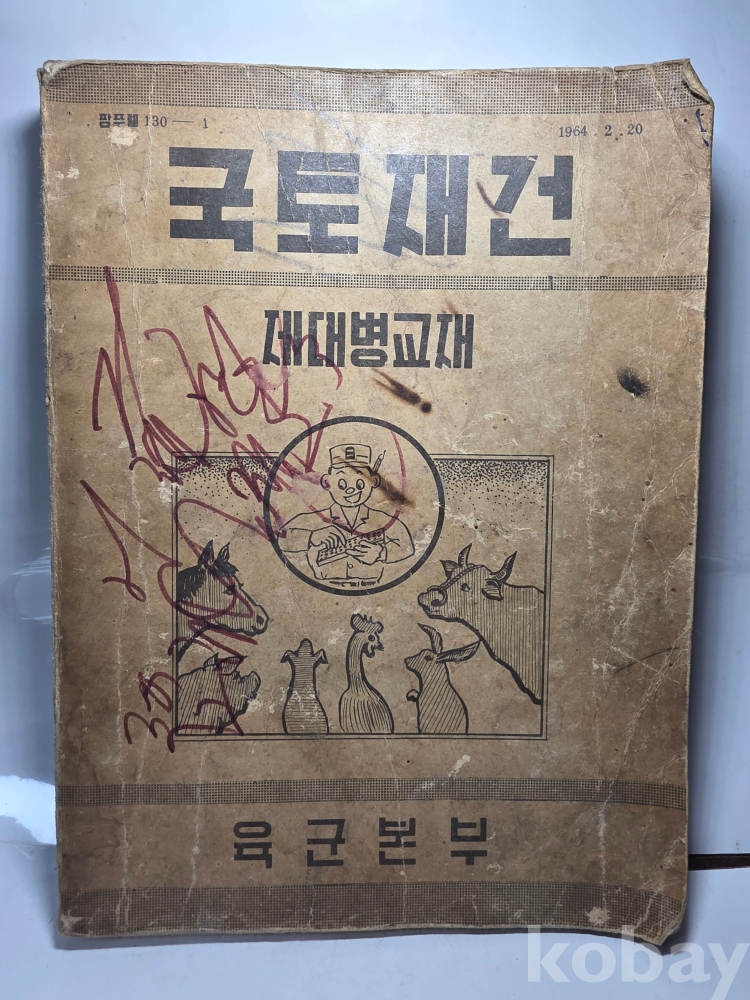 팜푸렡 130 — 1
1964. 2. 20
국토재건
제대병교재
육군본부
kobay